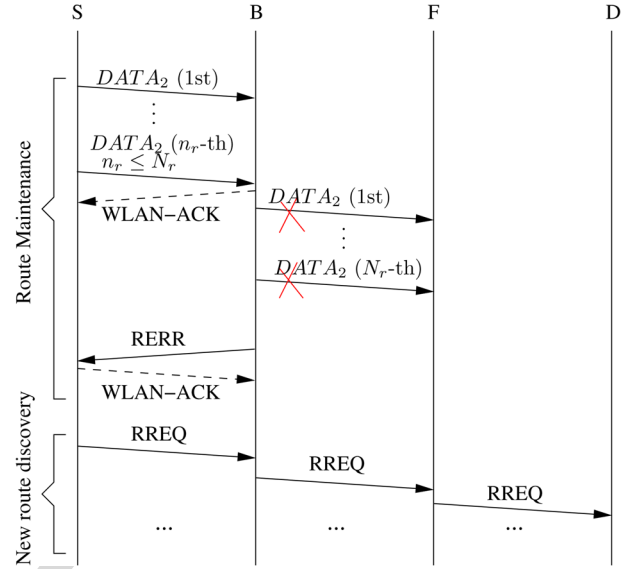 S B F D
DATA₂ (1st)
⋮
DATA₂ (nᵣ-th)
nᵣ ≤ Nᵣ
WLAN−ACK
DATA₂ (1st)
⋮
DATA₂ (Nᵣ-th)
RERR
WLAN−ACK
Route Maintenance
RREQ
RREQ
RREQ
... ... ...
New route discovery